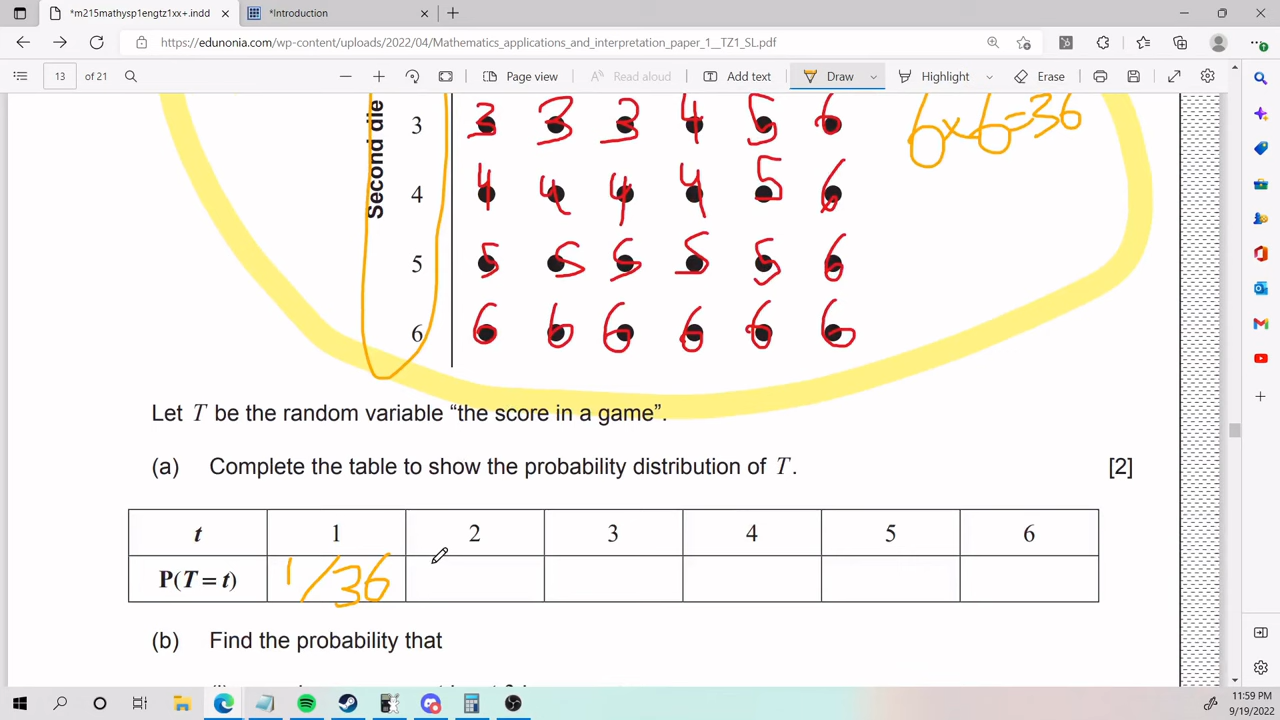 *m215mathysp1engtz1xx+.indd
Introduction
https://edunonia.com/wp-content/uploads/2022/04/Mathematics_applications_and_interpretation_paper_1__TZ1_SL.pdf
13 of 21
Page view
Read aloud
Add text
Draw
Highlight
Erase
Second die
3 3 3 3 4 5 6
6×6=36
4 4 4 4 4 5 6
5 5 5 5 5 5 6
6 6 6 6 6 6 6
Let T be the random variable “the score in a game”.
(a) Complete the table to show the probability distribution of T. [2]
t 1 2 3 4 5 6
P(T = t) 1/36
(b) Find the probability that
11:59 PM
9/19/2022